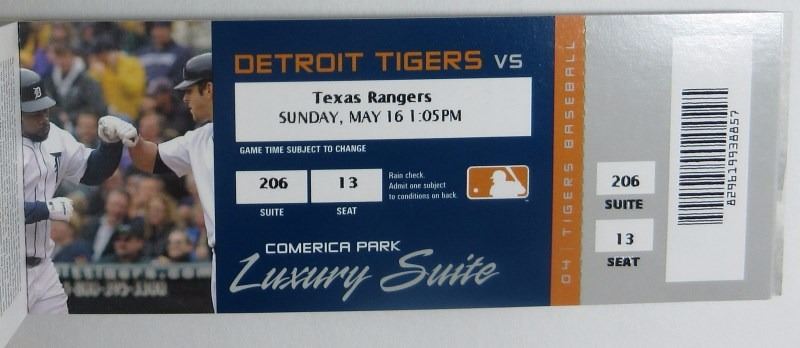 DETROIT TIGERS VS
Texas Rangers
SUNDAY, MAY 16 1:05PM
GAME TIME SUBJECT TO CHANGE
206
SUITE
13
SEAT
Rain check.
Admit one subject
to conditions on back.
COMERICA PARK
Luxury Suite
04 | TIGERS BASEBALL
206
SUITE
13
SEAT
8F9619938857